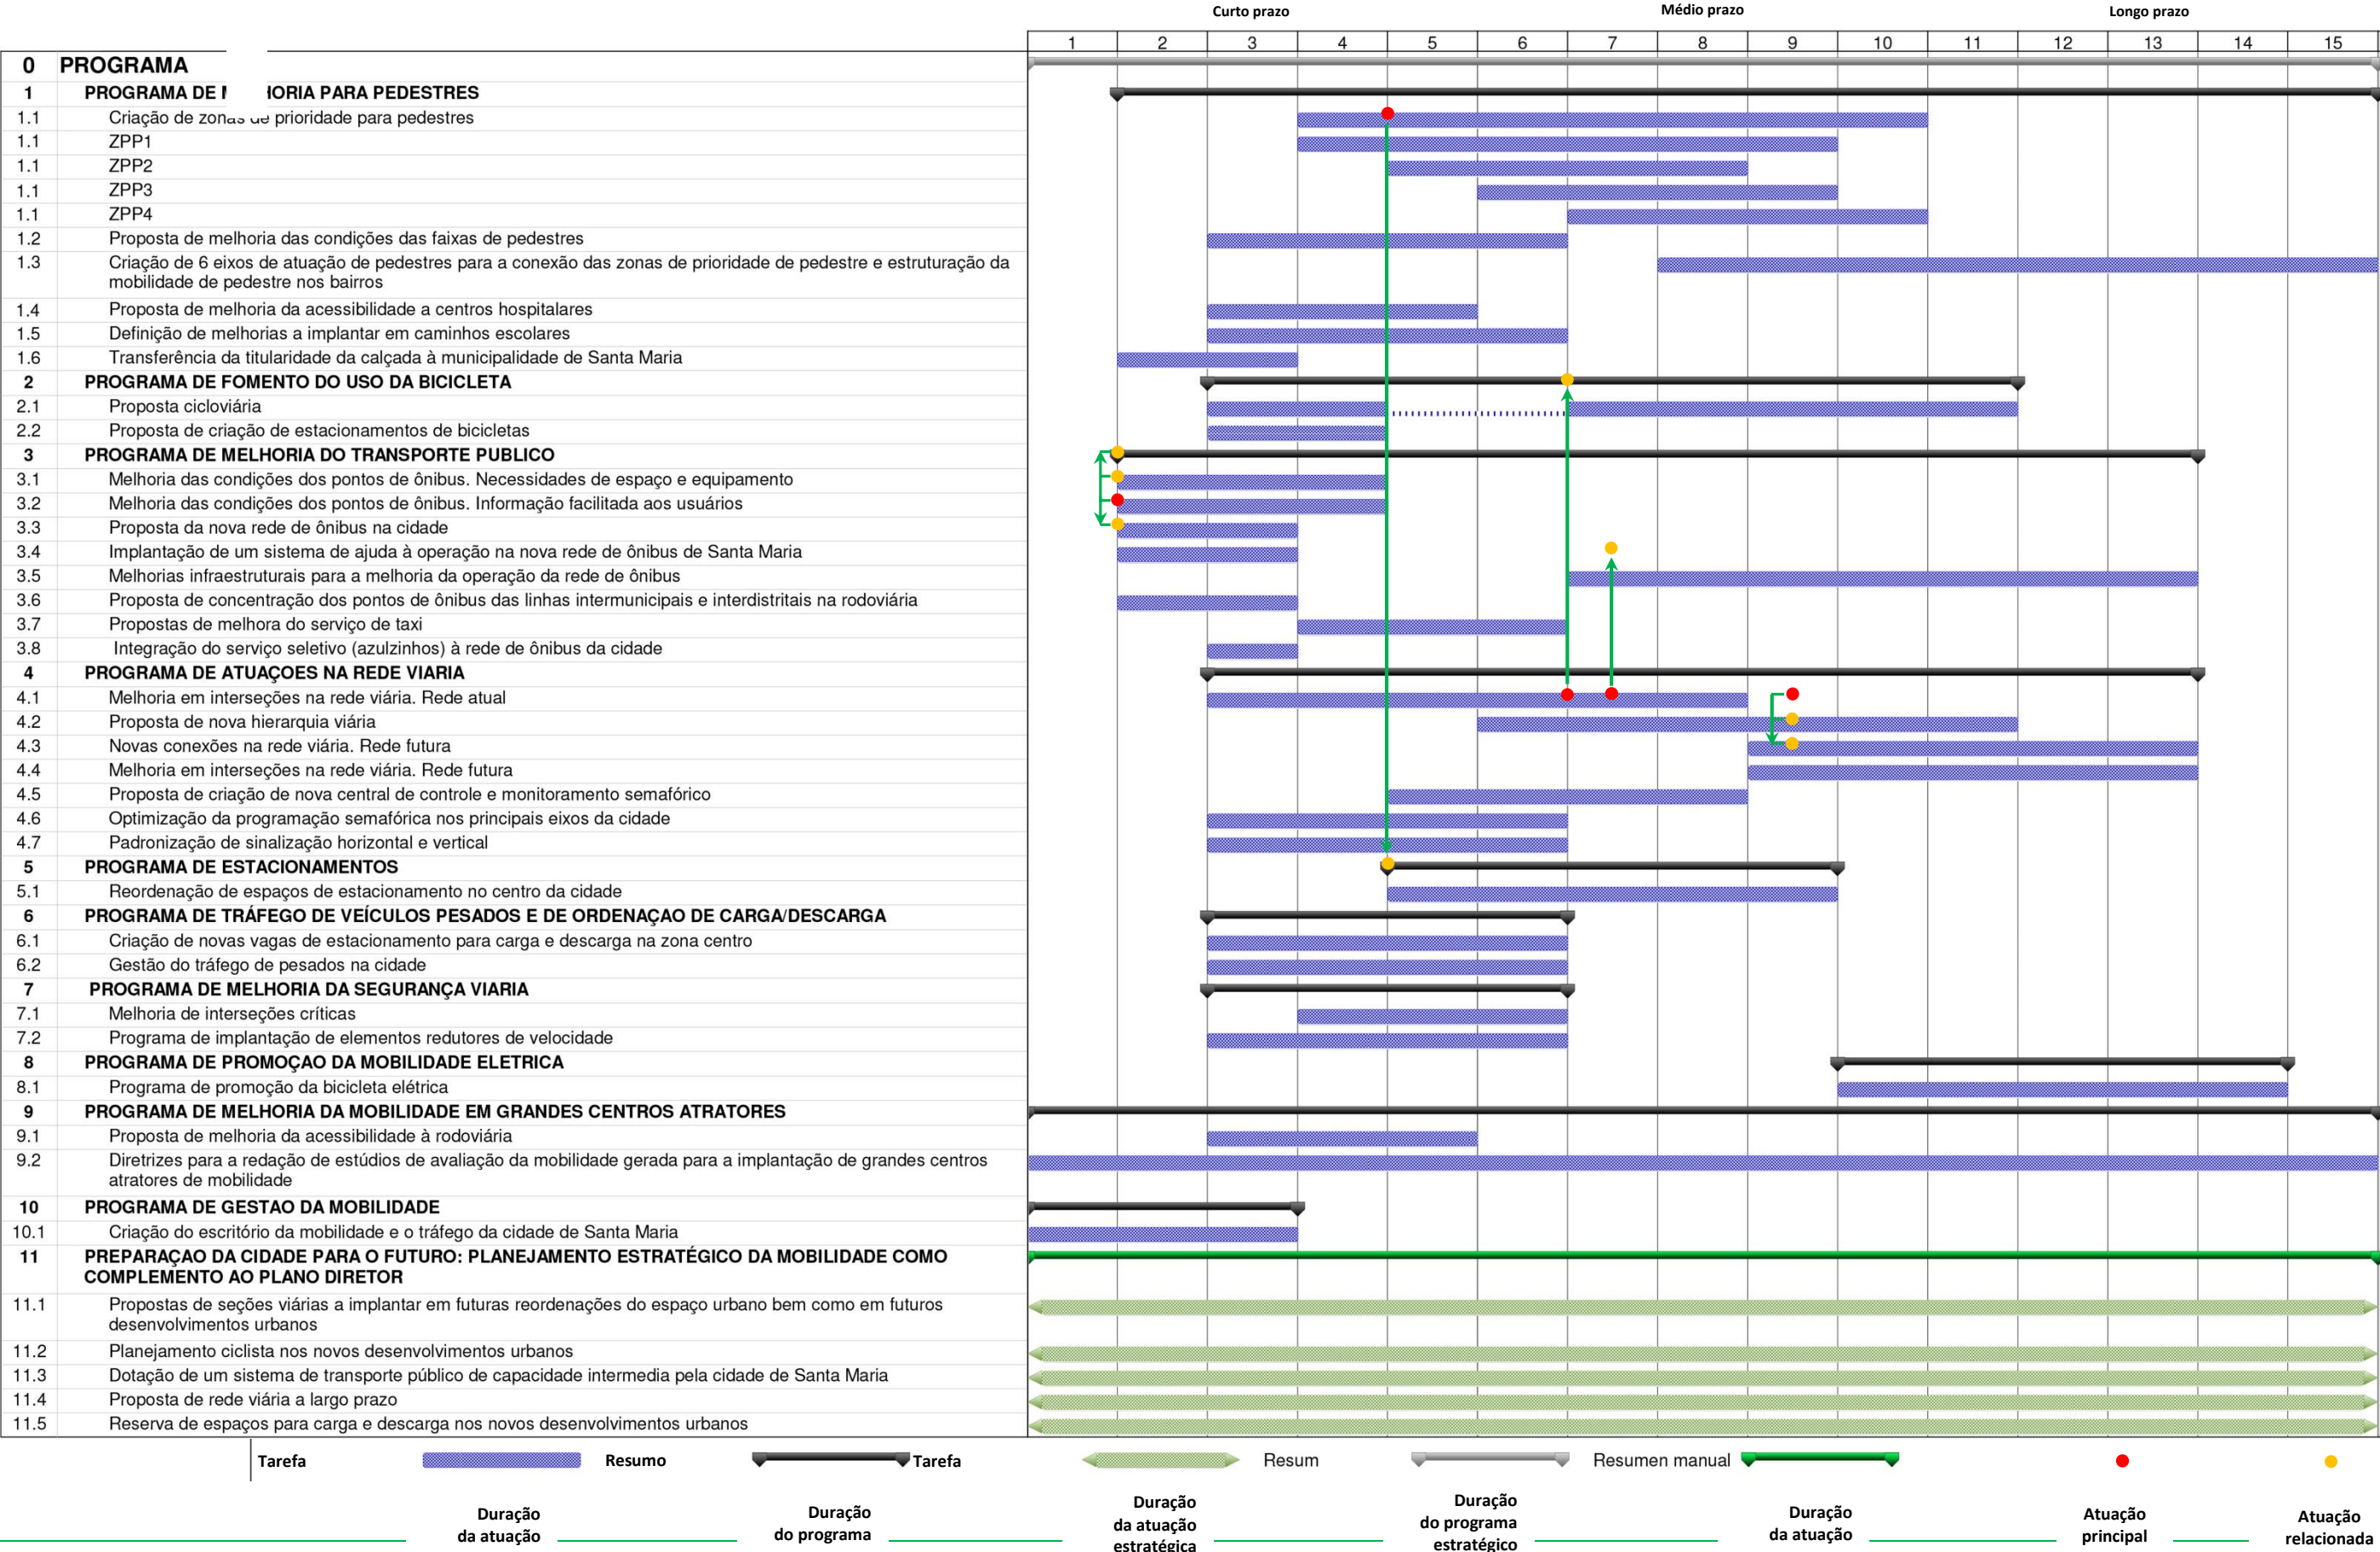 Curto prazo Médio prazo Longo prazo
1 2 3 4 5 6 7 8 9 10 11 12 13 14 15
0 PROGRAMA
1 PROGRAMA DE PARA PEDESTRES
1.1 Criação de zonas de prioridade para pedestres
1.1 ZPP1
1.1 ZPP2
1.1 ZPP3
1.1 ZPP4
1.2 Proposta de melhoria das condições das faixas de pedestres
1.3 Criação de 6 eixos de atuação de pedestres para a conexão das zonas de prioridade de pedestre e estruturação da
mobilidade de pedestre nos bairros
1.4 Proposta de melhoria da acessibilidade a centros hospitalares
1.5 Definição de melhorias a implantar em caminhos escolares
1.6 Transferência da titularidade da calçada à municipalidade de Santa Maria
2 PROGRAMA DE FOMENTO DO USO DA BICICLETA
2.1 Proposta cicloviária
2.2 Proposta de criação de estacionamentos de bicicletas
3 PROGRAMA DE MELHORIA DO TRANSPORTE PUBLICO
3.1 Melhoria das condições dos pontos de ônibus. Necessidades de espaço e equipamento
3.2 Melhoria das condições dos pontos de ônibus. Informação facilitada aos usuários
3.3 Proposta da nova rede de ônibus na cidade
3.4 Implantação de um sistema de ajuda à operação na nova rede de ônibus de Santa Maria
3.5 Melhorias infraestruturais para a melhoria da operação da rede de ônibus
3.6 Proposta de concentração dos pontos de ônibus das linhas intermunicipais e interdistritais na rodoviária
3.7 Propostas de melhora do serviço de taxi
3.8 Integração do serviço seletivo (azulzinhos) à rede de ônibus da cidade
4 PROGRAMA DE ATUAÇOES NA REDE VIARIA
4.1 Melhoria em interseções na rede viária. Rede atual
4.2 Proposta de nova hierarquia viária
4.3 Novas conexões na rede viária. Rede futura
4.4 Melhoria em interseções na rede viária. Rede futura
4.5 Proposta de criação de nova central de controle e monitoramento semafórico
4.6 Optimização da programação semafórica nos principais eixos da cidade
4.7 Padronização de sinalização horizontal e vertical
5 PROGRAMA DE ESTACIONAMENTOS
5.1 Reordenação de espaços de estacionamento no centro da cidade
6 PROGRAMA DE TRÁFEGO DE VEÍCULOS PESADOS E DE ORDENAÇAO DE CARGA/DESCARGA
6.1 Criação de novas vagas de estacionamento para carga e descarga na zona centro
6.2 Gestão do tráfego de pesados na cidade
7 PROGRAMA DE MELHORIA DA SEGURANÇA VIARIA
7.1 Melhoria de interseções críticas
7.2 Programa de implantação de elementos redutores de velocidade
8 PROGRAMA DE PROMOÇAO DA MOBILIDADE ELETRICA
8.1 Programa de promoção da bicicleta elétrica
9 PROGRAMA DE MELHORIA DA MOBILIDADE EM GRANDES CENTROS ATRATORES
9.1 Proposta de melhoria da acessibilidade à rodoviária
9.2 Diretrizes para a redação de estúdios de avaliação da mobilidade gerada para a implantação de grandes centros
atratores de mobilidade
10 PROGRAMA DE GESTAO DA MOBILIDADE
10.1 Criação do escritório da mobilidade e o tráfego da cidade de Santa Maria
11 PREPARAÇAO DA CIDADE PARA O FUTURO: PLANEJAMENTO ESTRATÉGICO DA MOBILIDADE COMO
COMPLEMENTO AO PLANO DIRETOR
11.1 Propostas de seções viárias a implantar em futuras reordenações do espaço urbano bem como em futuros
desenvolvimentos urbanos
11.2 Planejamento ciclista nos novos desenvolvimentos urbanos
11.3 Dotação de um sistema de transporte público de capacidade intermedia pela cidade de Santa Maria
11.4 Proposta de rede viária a largo prazo
11.5 Reserva de espaços para carga e descarga nos novos desenvolvimentos urbanos
Tarefa Resumo Tarefa Resum Resumen manual
Duração
da atuação
Duração
do programa
Duração
da atuação
estratégica
Duração
do programa
estratégico
Duração
da atuação
Atuação
principal
Atuação
relacionada